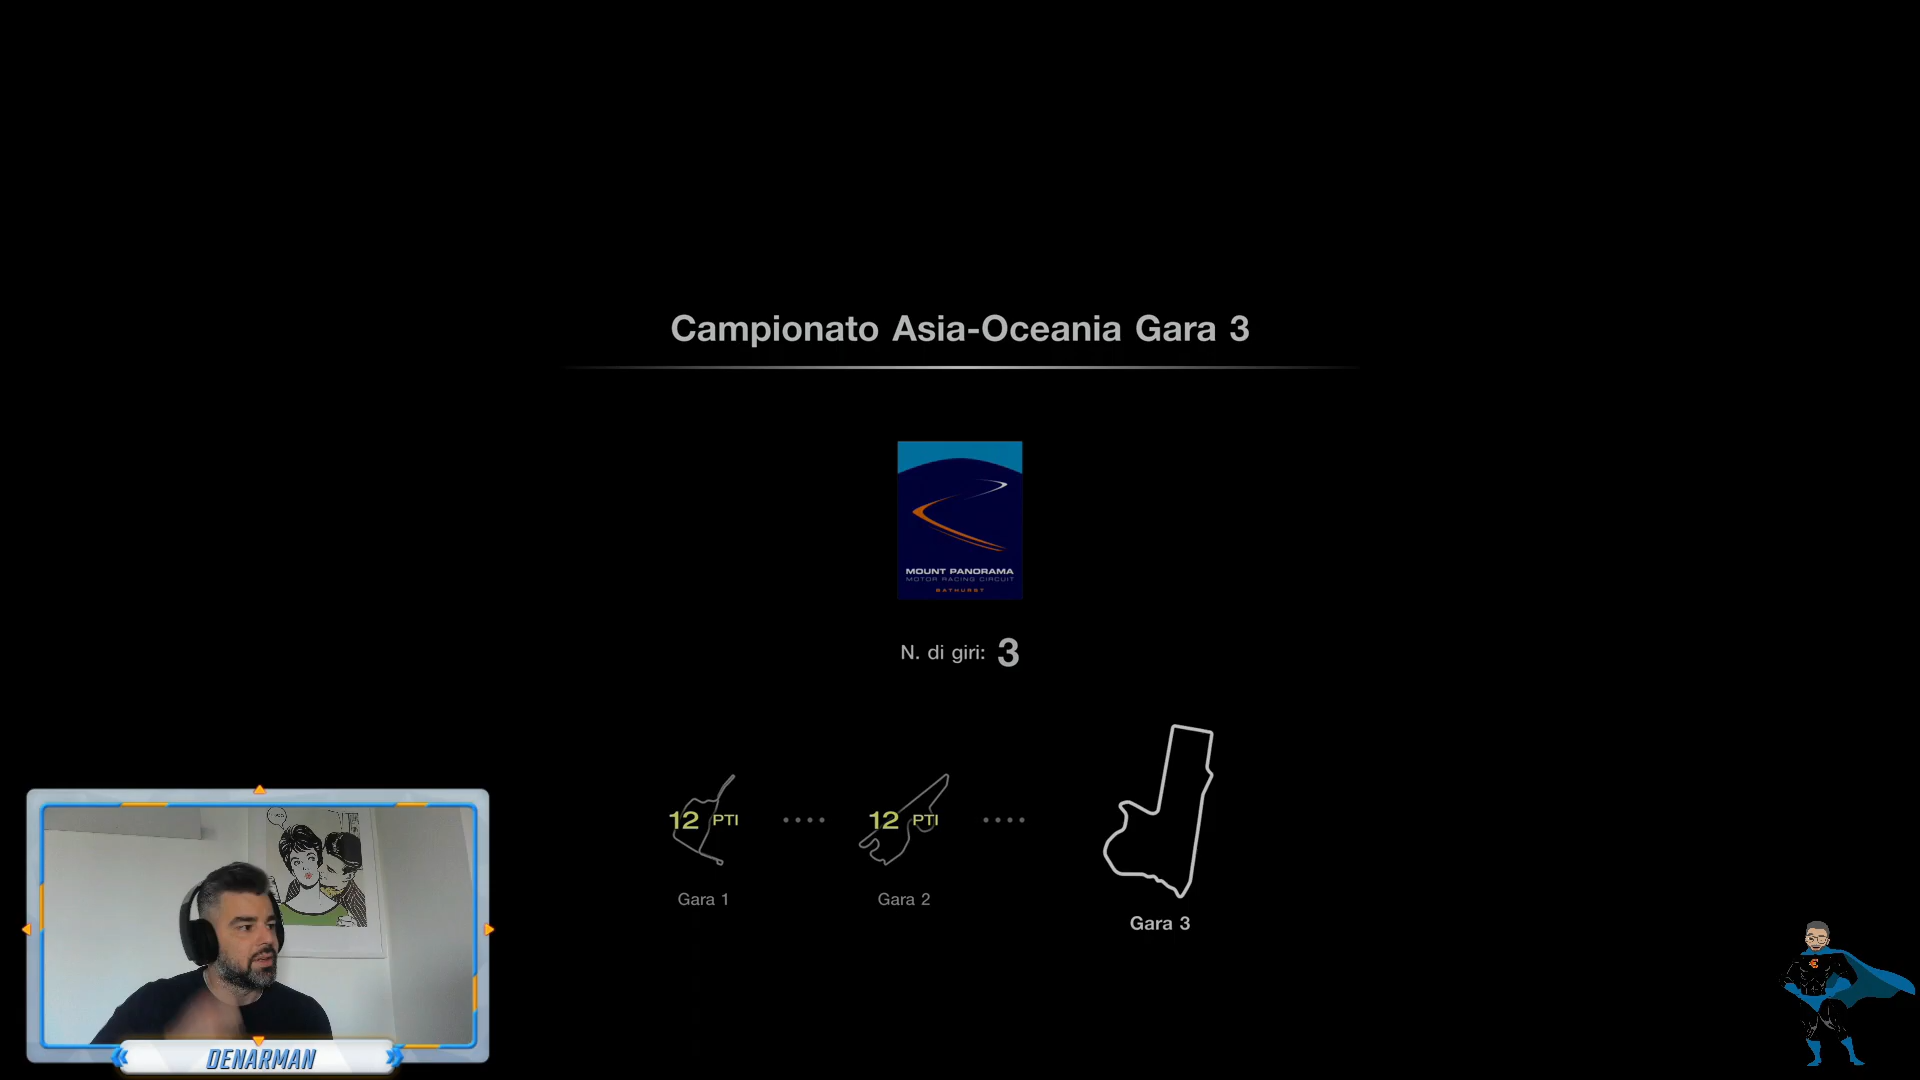 Campionato Asia-Oceania Gara 3
MOUNT PANORAMA
MOTOR RACING CIRCUIT
BATHURST
N. di giri: 3
12 PTI
12 PTI
Gara 1
Gara 2
Gara 3
DENARMAN